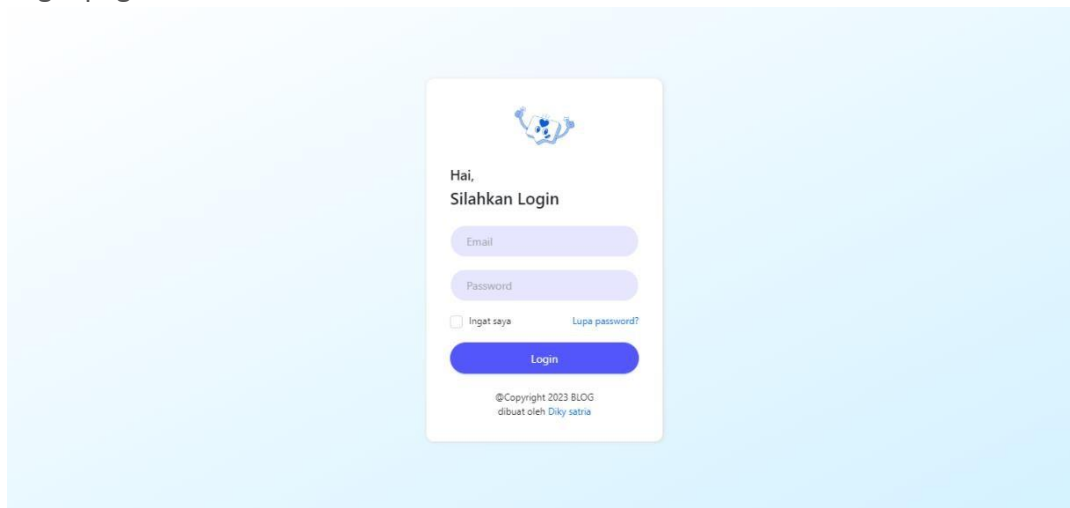 Hai,
Silahkan Login
Email
Password
Ingat saya Lupa password?
Login
@Copyright 2023 BLOG
dibuat oleh Diky satria